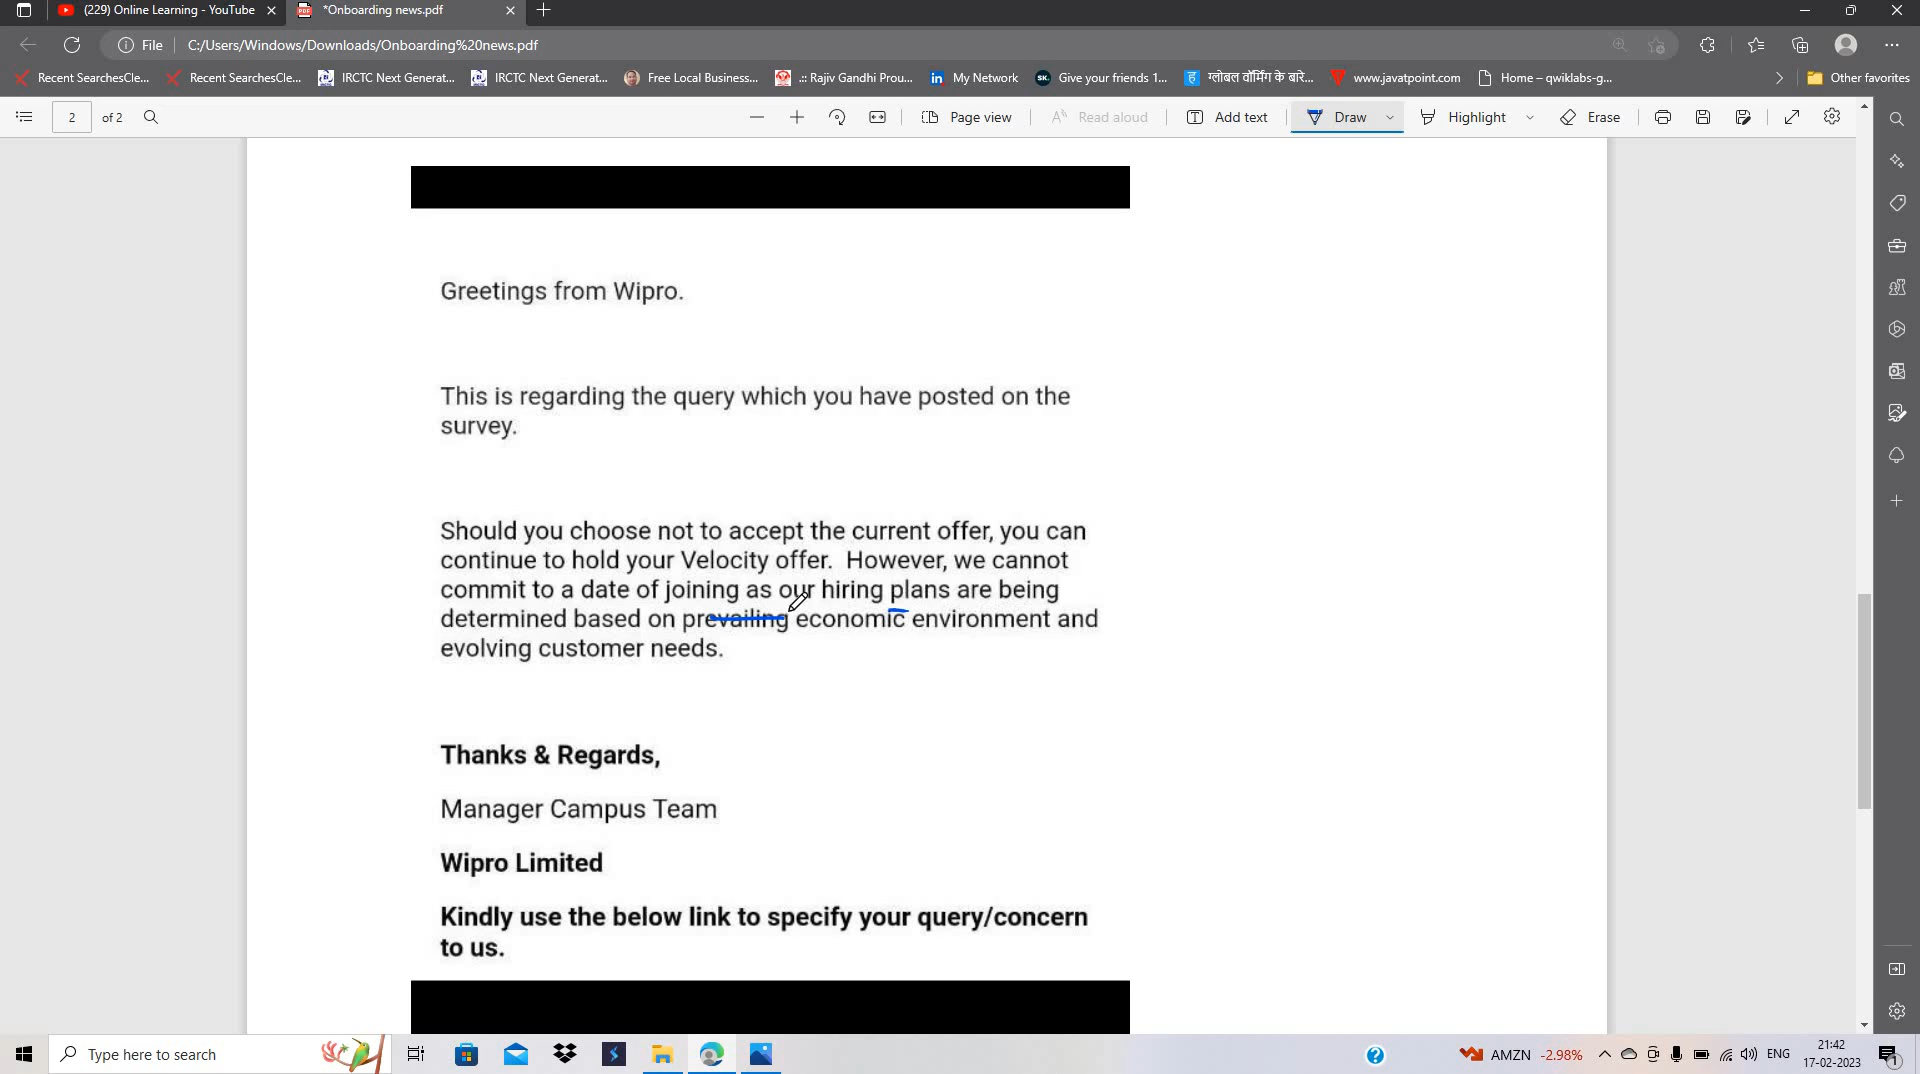 (229) Online Learning - YouTube
*Onboarding news.pdf
File
C:/Users/Windows/Downloads/Onboarding%20news.pdf
Recent SearchesCle...
Recent SearchesCle...
IRCTC Next Generat...
IRCTC Next Generat...
Free Local Business...
.:: Rajiv Gandhi Prou...
My Network
Give your friends 1...
ग्लोबल वॉर्मिंग के बारे...
www.javatpoint.com
Home – qwiklabs-g...
Other favorites
2 of 2
Page view
Read aloud
Add text
Draw
Highlight
Erase
Greetings from Wipro.
This is regarding the query which you have posted on the
survey.
Should you choose not to accept the current offer, you can
continue to hold your Velocity offer.  However, we cannot
commit to a date of joining as our hiring plans are being
determined based on prevailing economic environment and
evolving customer needs.
Thanks & Regards,
Manager Campus Team
Wipro Limited
Kindly use the below link to specify your query/concern
to us.
Type here to search
AMZN -2.98%
ENG
21:42
17-02-2023
1